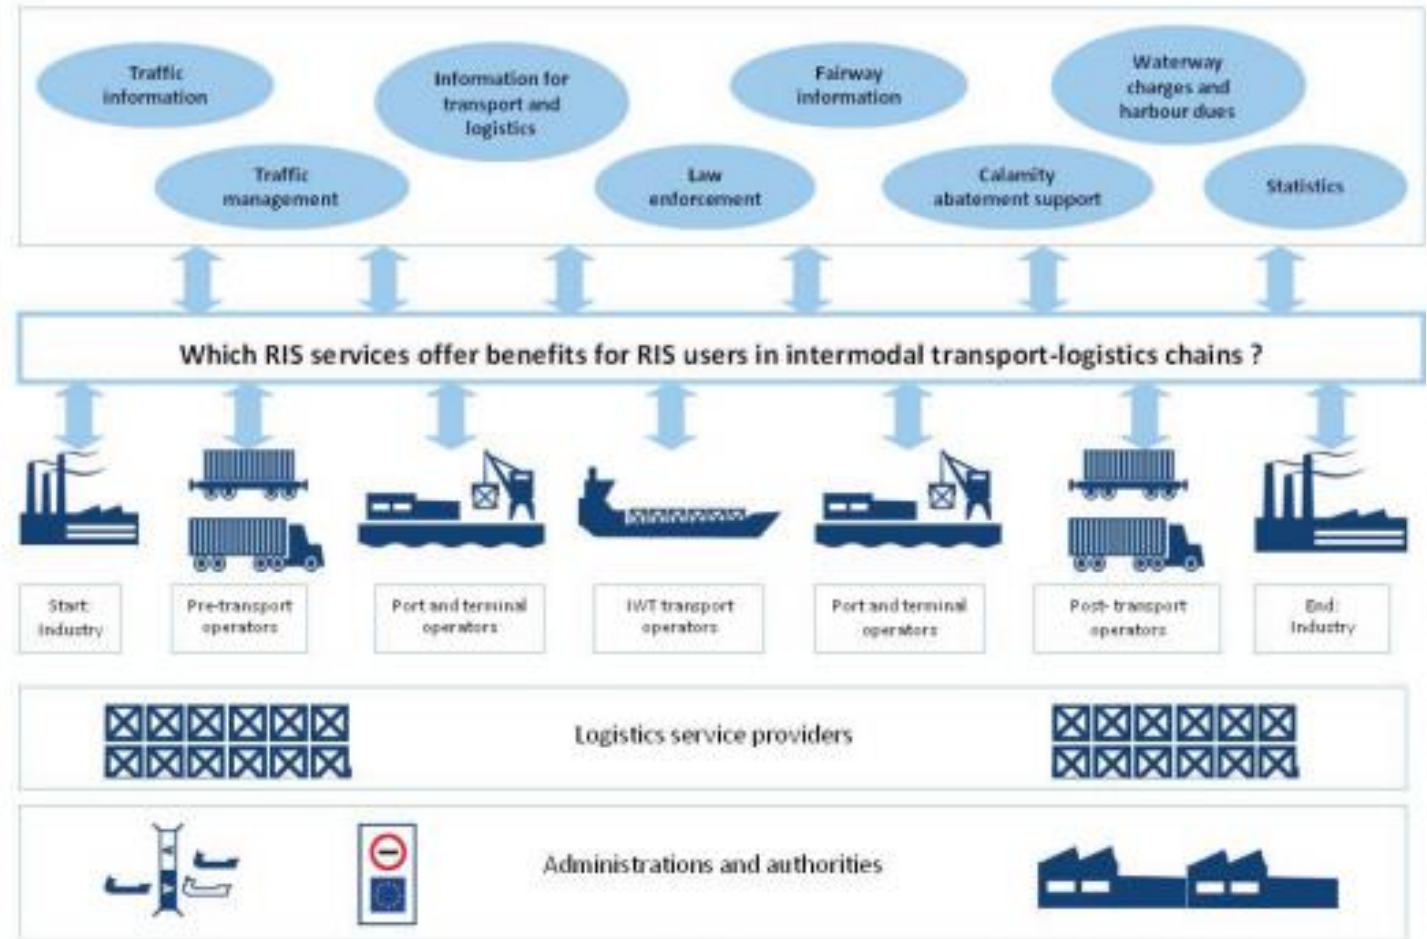 Traffic
information
Information for
transport and
logistics
Fairway
information
Waterway
charges and
harbour dues
Traffic
management
Law
enforcement
Calamity
abatement support
Statistics
Which RIS services offer benefits for RIS users in intermodal transport-logistics chains ?
Start:
Industry
Pre-transport
operators
Port and terminal
operators
IWT transport
operators
Port and terminal
operators
Post- transport
operators
End:
Industry
Logistics service providers
Administrations and authorities